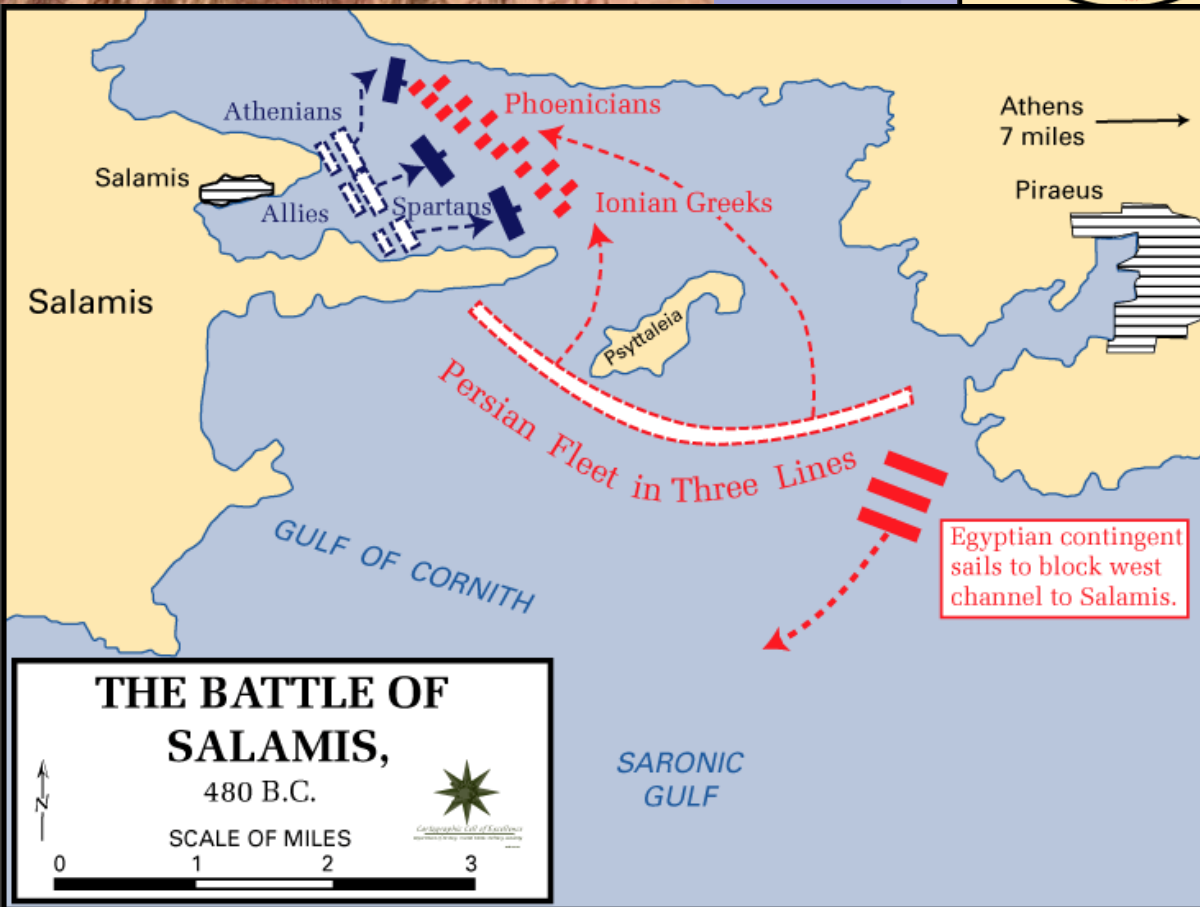 Athenians
Phoenicians
Athens
7 miles
Salamis
Piraeus
Allies
Spartans
Ionian Greeks
Salamis
Psyttaleia
Persian Fleet in Three Lines
GULF OF CORNITH
Egyptian contingent
sails to block west
channel to Salamis.
THE BATTLE OF
SALAMIS,
480 B.C.
N
SCALE OF MILES
0 1 2 3
SARONIC
GULF
Cartographic Cell of Excellence